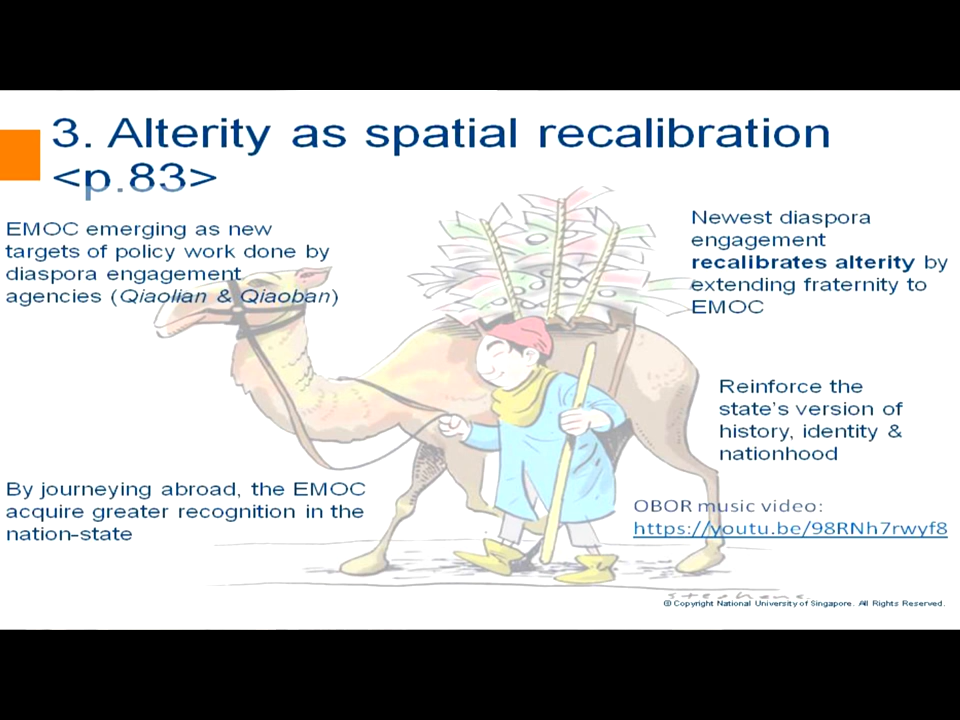 3. Alterity as spatial recalibration
<p.83>
EMOC emerging as new
targets of policy work done by
diaspora engagement
agencies (Qiaolian & Qiaoban)
By journeying abroad, the EMOC
acquire greater recognition in the
nation-state
Newest diaspora
engagement
recalibrates alterity by
extending fraternity to
EMOC
Reinforce the
state's version of
history, identity &
nationhood
OBOR music video:
https://youtu.be/98RNh7rwyf8
stephens
© Copyright National University of Singapore. All Rights Reserved.